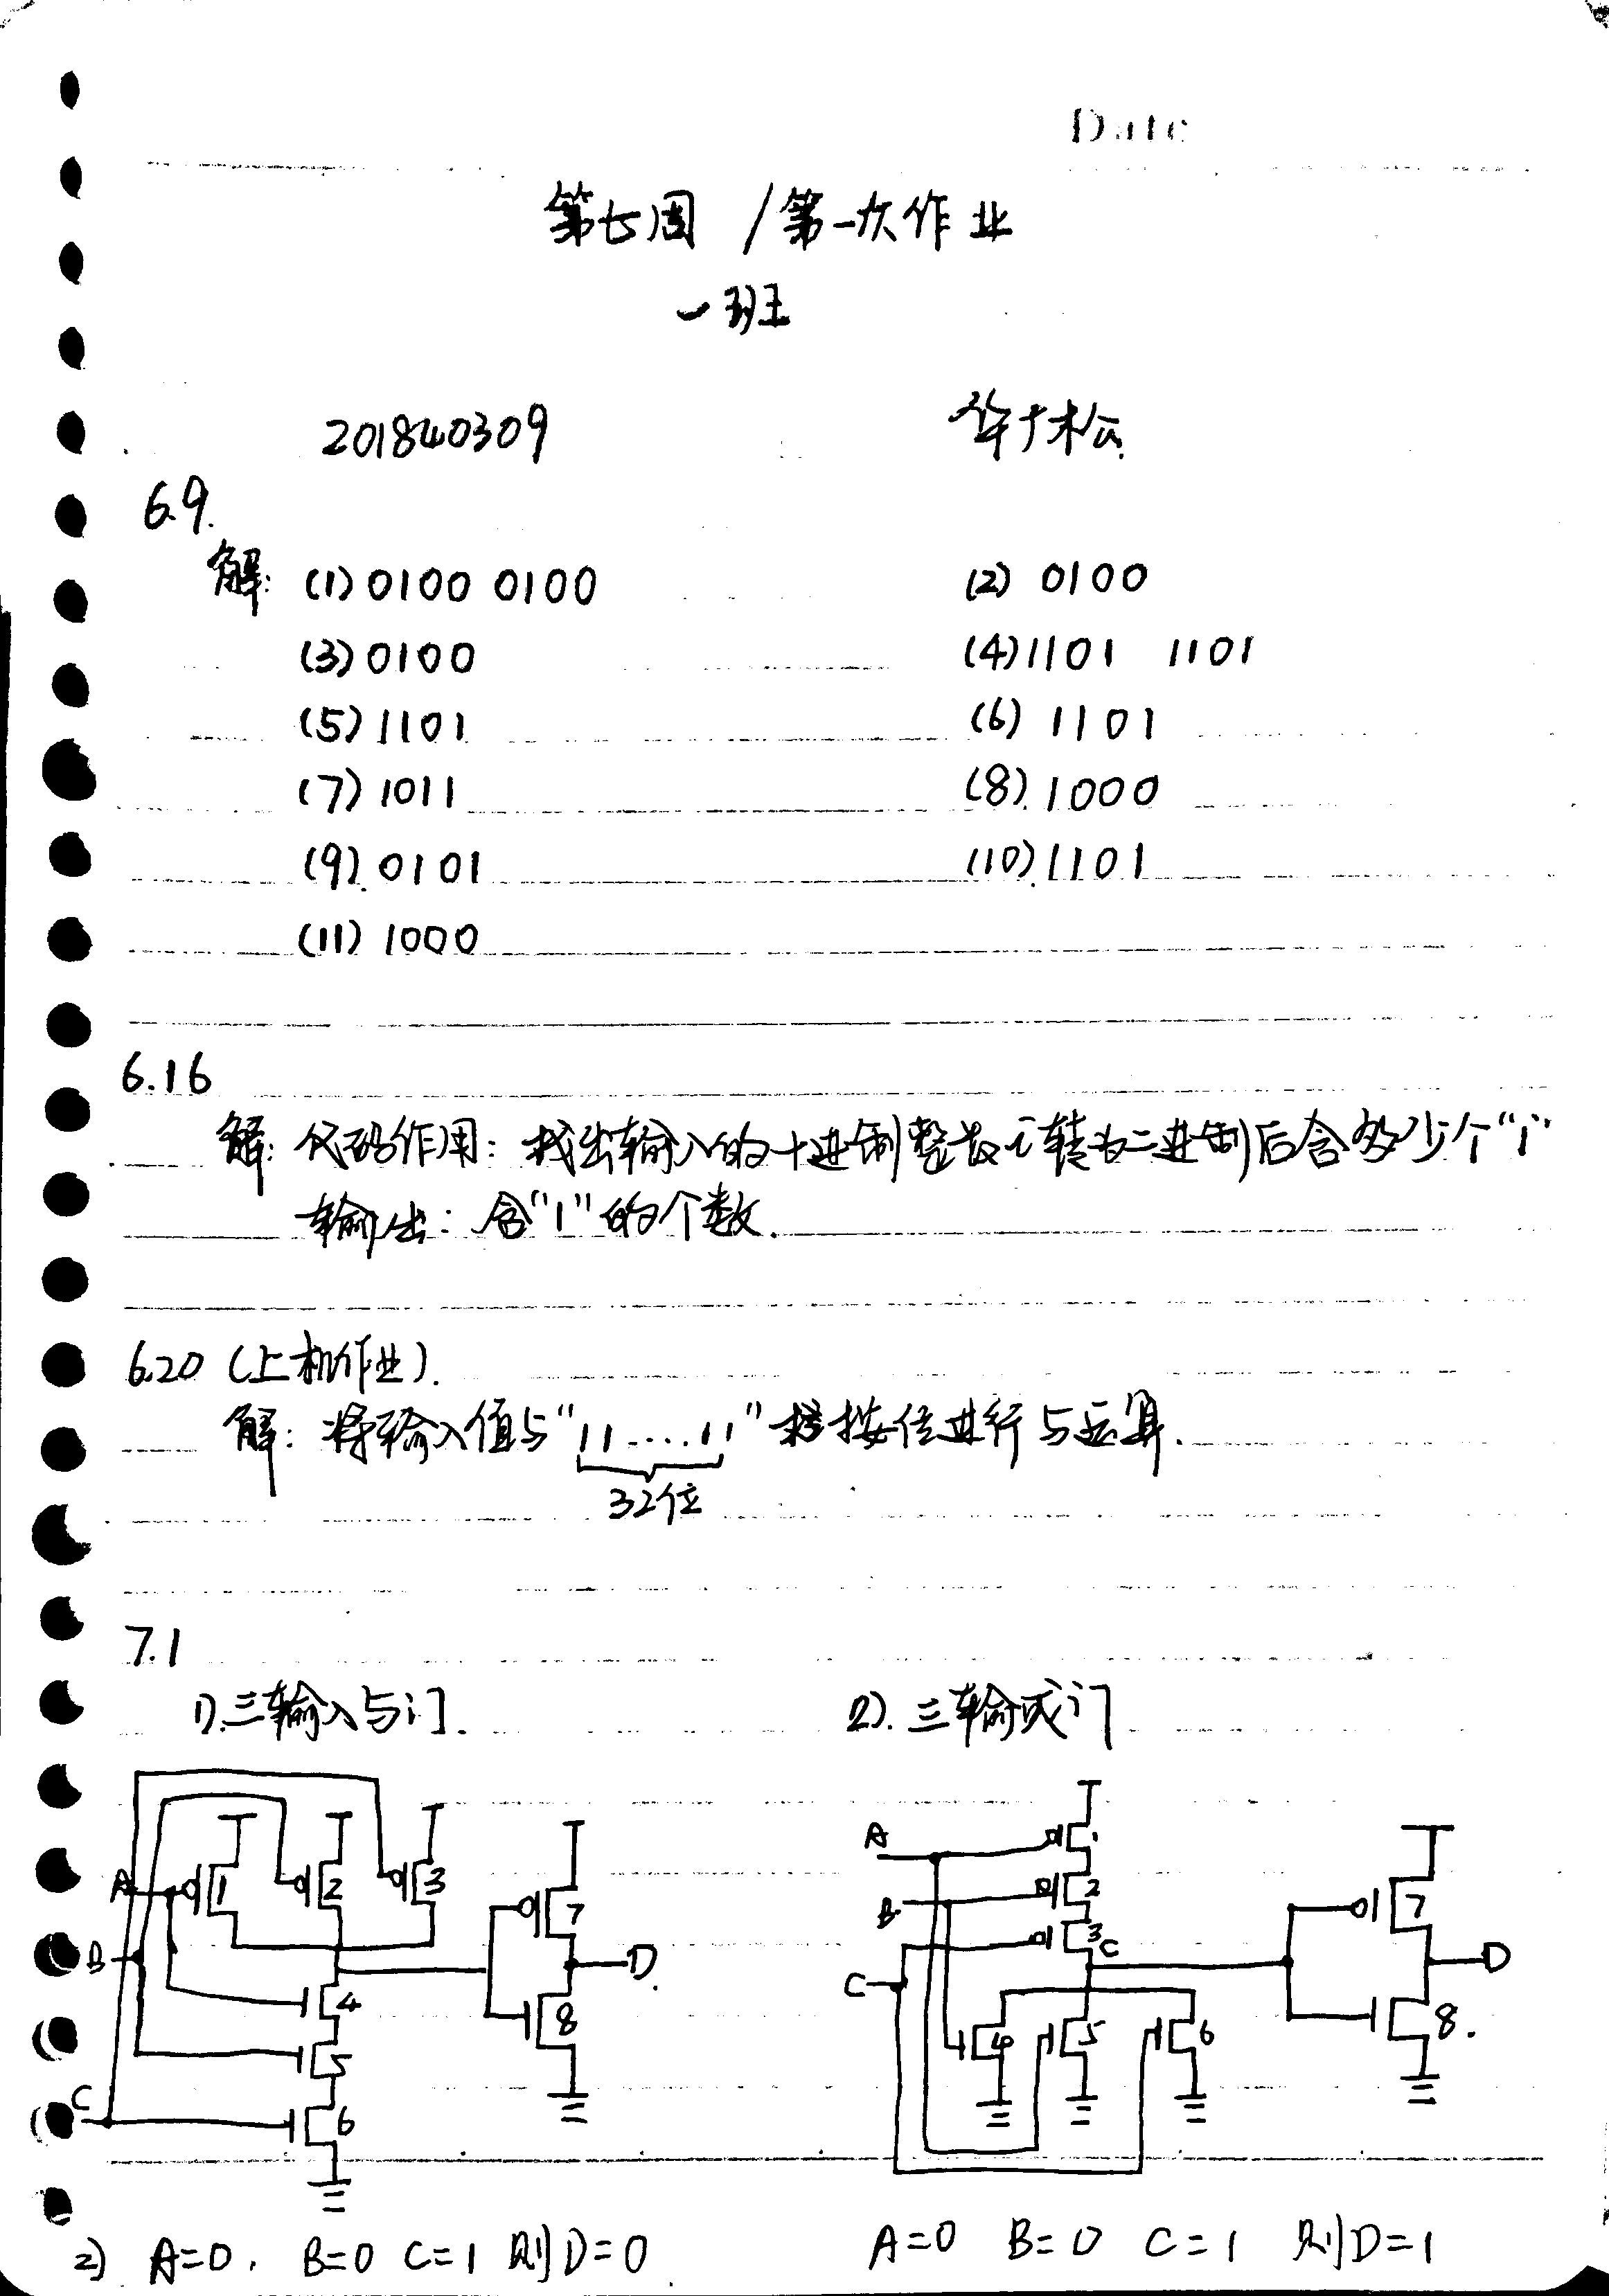 Date
第七周 /第一次作业
一班
201840309
6.9.
解: (1) 0100 0100 (2) 0100
(3) 0100 (4) 1101 1101
(5) 1101 (6) 1101
(7) 1011 (8). 1000
(9). 0101 (10). 1101
(11) 1000
6.16
解: 代码作用: 找出输入的十进制整数i转为二进制后含多少个"1"
输出: 含"1"的个数.
6.20 (上机作业).
解: 将输入值与"11....11"按位进行与运算.
32位
7.1
1).三输入与门. 2). 三输或门
A 1 2 3 7 B D 4 8 5 C 6
A 1 2 B 3 C 7 C D 4 5 6 8.
2) A=0. B=0 C=1 则D=0 A=0 B=0 C=1 则D=1